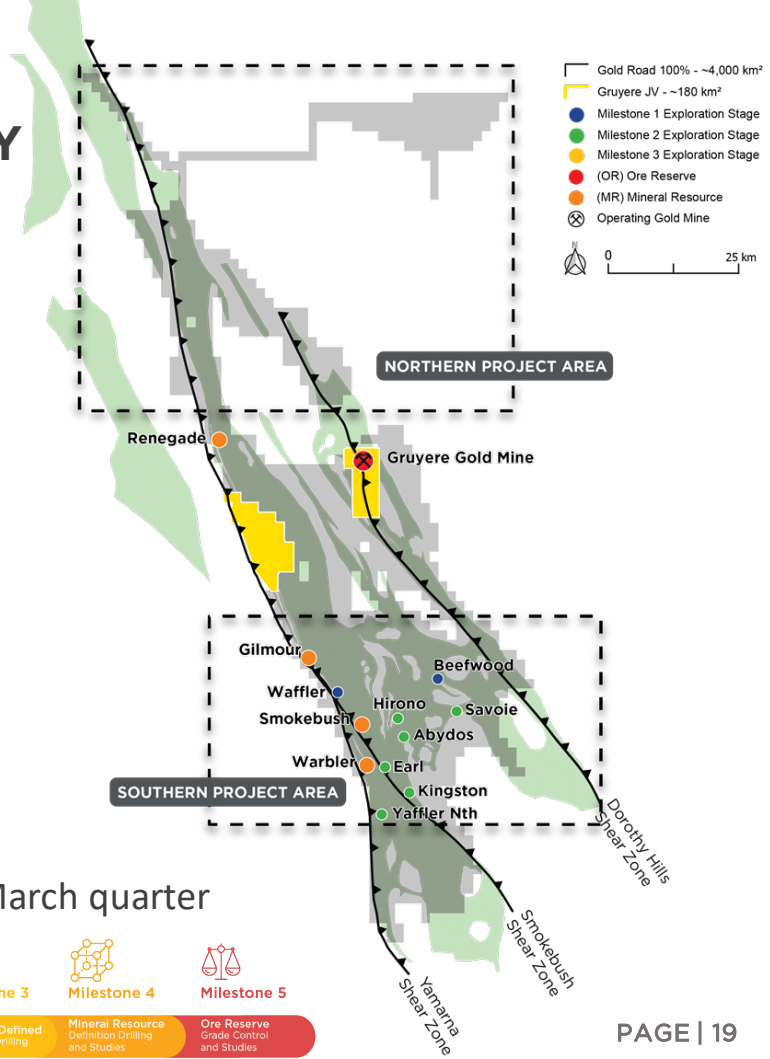 Y
Gold Road 100% - ~4,000 km²
Gruyere JV - ~180 km²
Milestone 1 Exploration Stage
Milestone 2 Exploration Stage
Milestone 3 Exploration Stage
(OR) Ore Reserve
(MR) Mineral Resource
Operating Gold Mine
N
0 25 km
NORTHERN PROJECT AREA
Renegade
Gruyere Gold Mine
Gilmour
Beefwood
Waffler
Hirono
Savoie
Smokebush
Abydos
Warbler
Earl
Kingston
SOUTHERN PROJECT AREA
Yaffler Nth
Dorothy Hills
Shear Zone
Smokebush
Shear Zone
Yamarna
Shear Zone
March quarter
ne 3
Defined
rilling
Milestone 4
Mineral Resource
Definition Drilling
and Studies
Milestone 5
Ore Reserve
Grade Control
and Studies
PAGE | 19